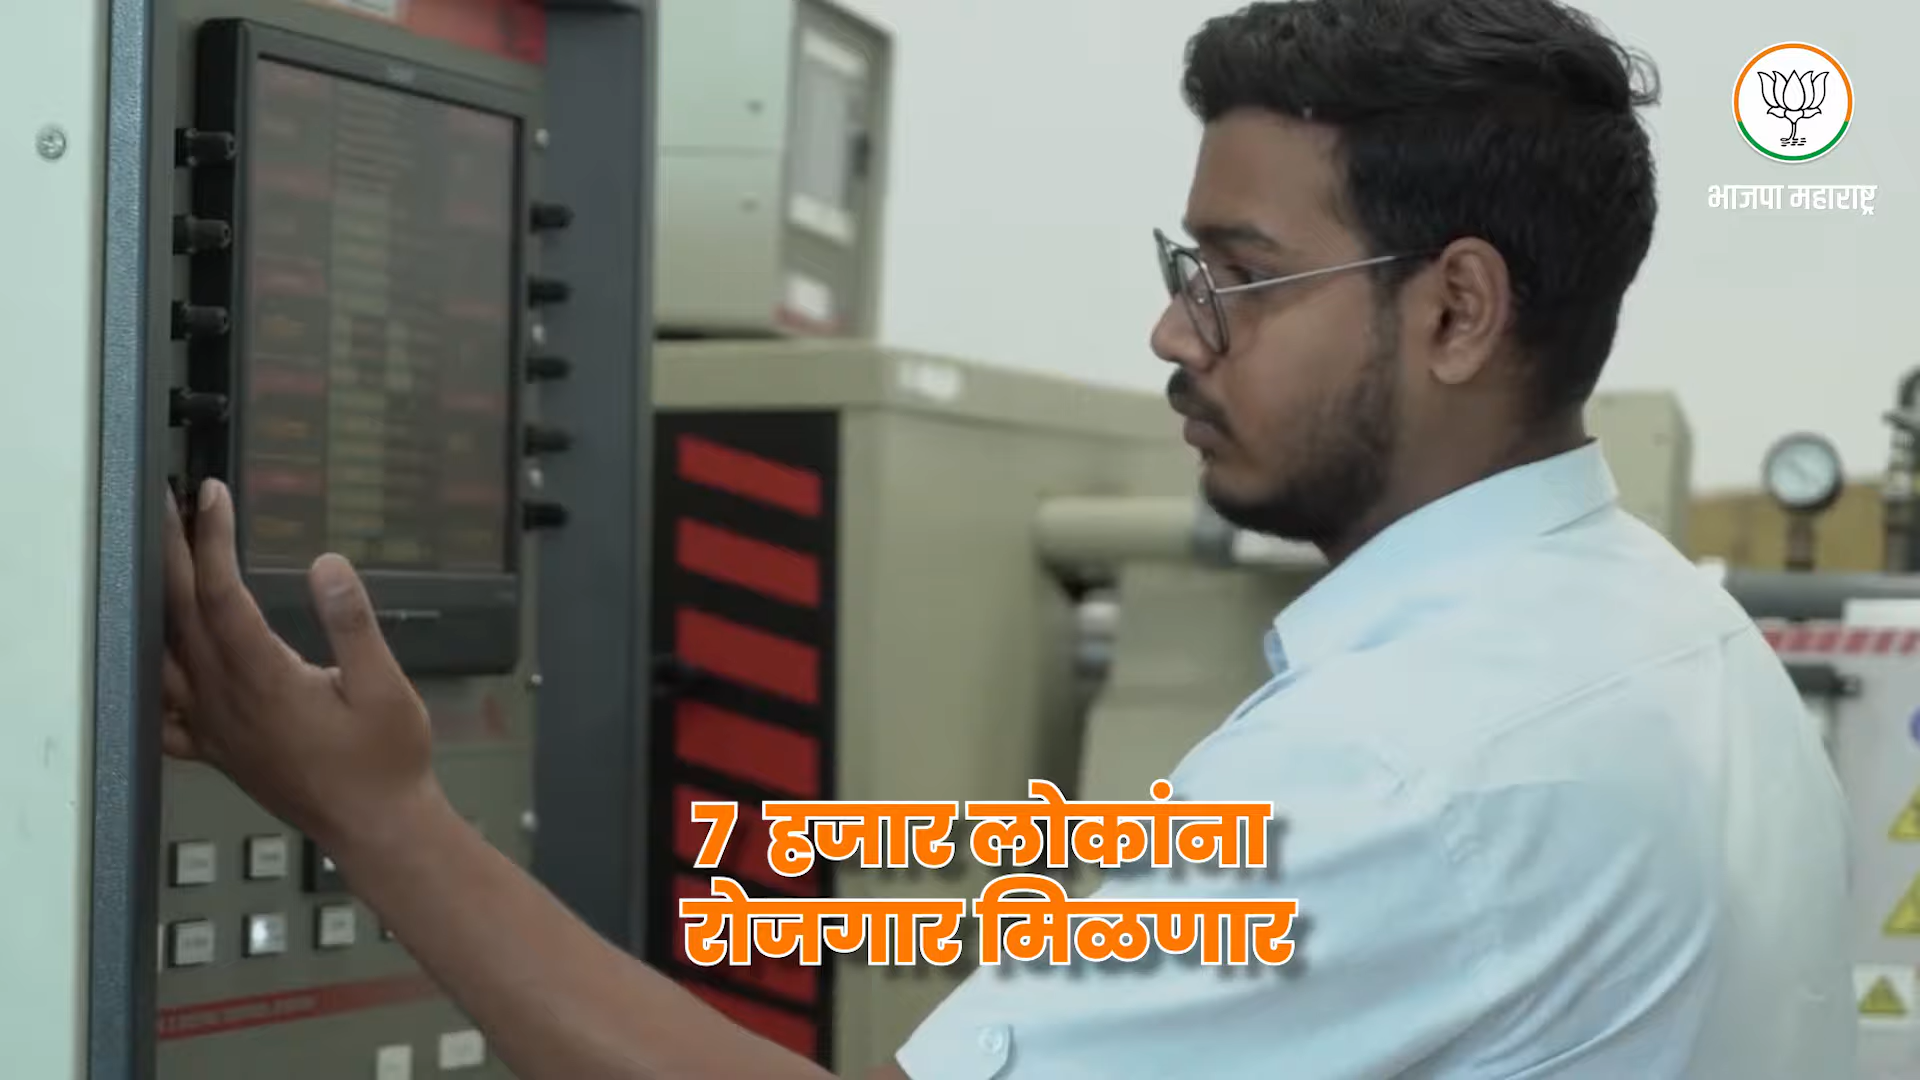 भाजपा महाराष्ट्र
7 हजार लोकांना
रोजगार मिळणार